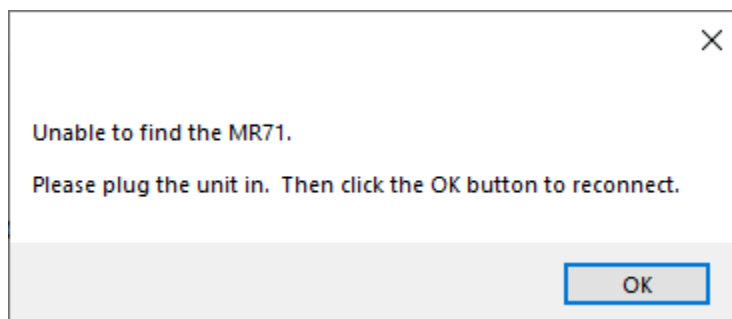 Unable to find the MR71.
Please plug the unit in.  Then click the OK button to reconnect.
OK